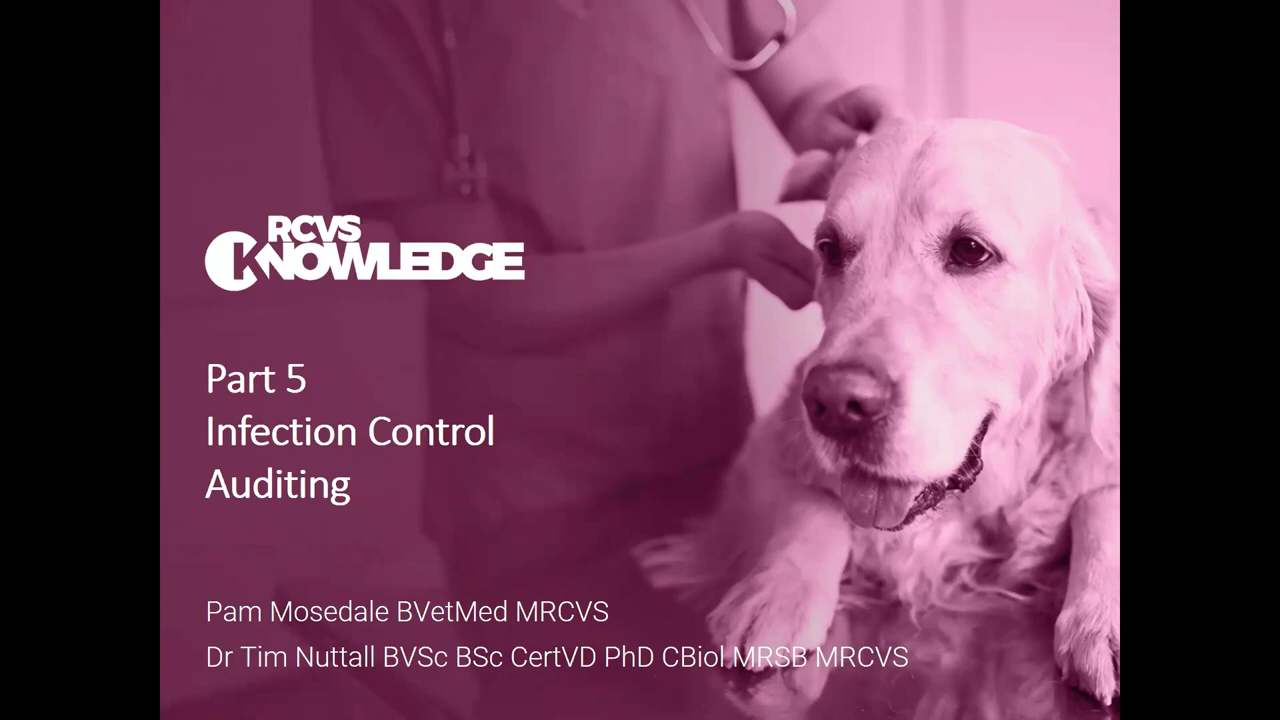 RCVS
KNOWLEDGE
Part 5
Infection Control
Auditing
Pam Mosedale BVetMed MRCVS
Dr Tim Nuttall BVSc BSc CertVD PhD CBiol MRSB MRCVS